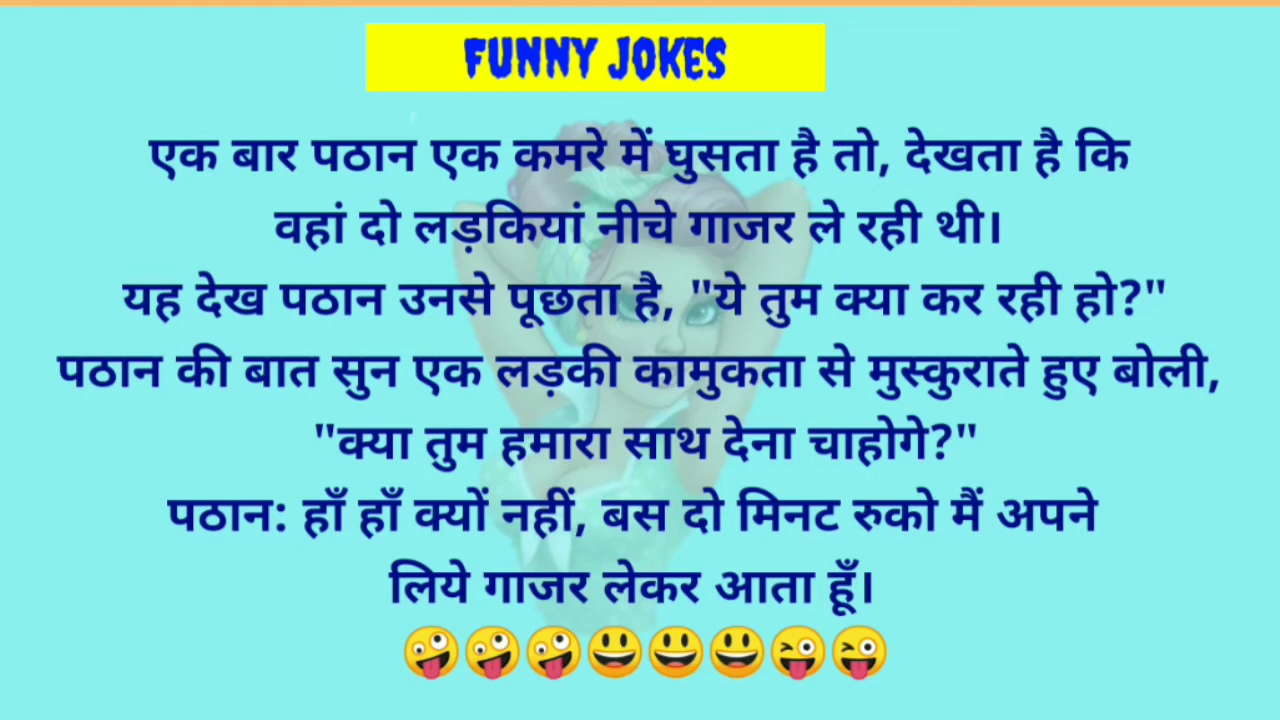 FUNNY JOKES
एक बार पठान एक कमरे में घुसता है तो, देखता है कि
वहां दो लड़कियां नीचे गाजर ले रही थी।
यह देख पठान उनसे पूछता है, "ये तुम क्या कर रही हो?"
पठान की बात सुन एक लड़की कामुकता से मुस्कुराते हुए बोली,
"क्या तुम हमारा साथ देना चाहोगे?"
पठान: हाँ हाँ क्यों नहीं, बस दो मिनट रुको मैं अपने
लिये गाजर लेकर आता हूँ।